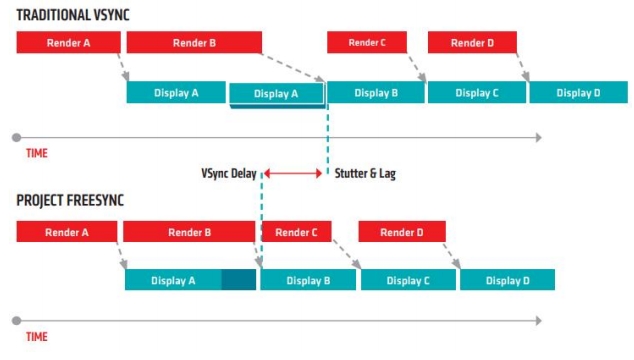 TRADITIONAL VSYNC
Render A Render B Render C Render D
Display A Display A Display B Display C Display D
TIME
VSync Delay Stutter & Lag
PROJECT FREESYNC
Render A Render B Render C Render D
Display A Display B Display C Display D
TIME